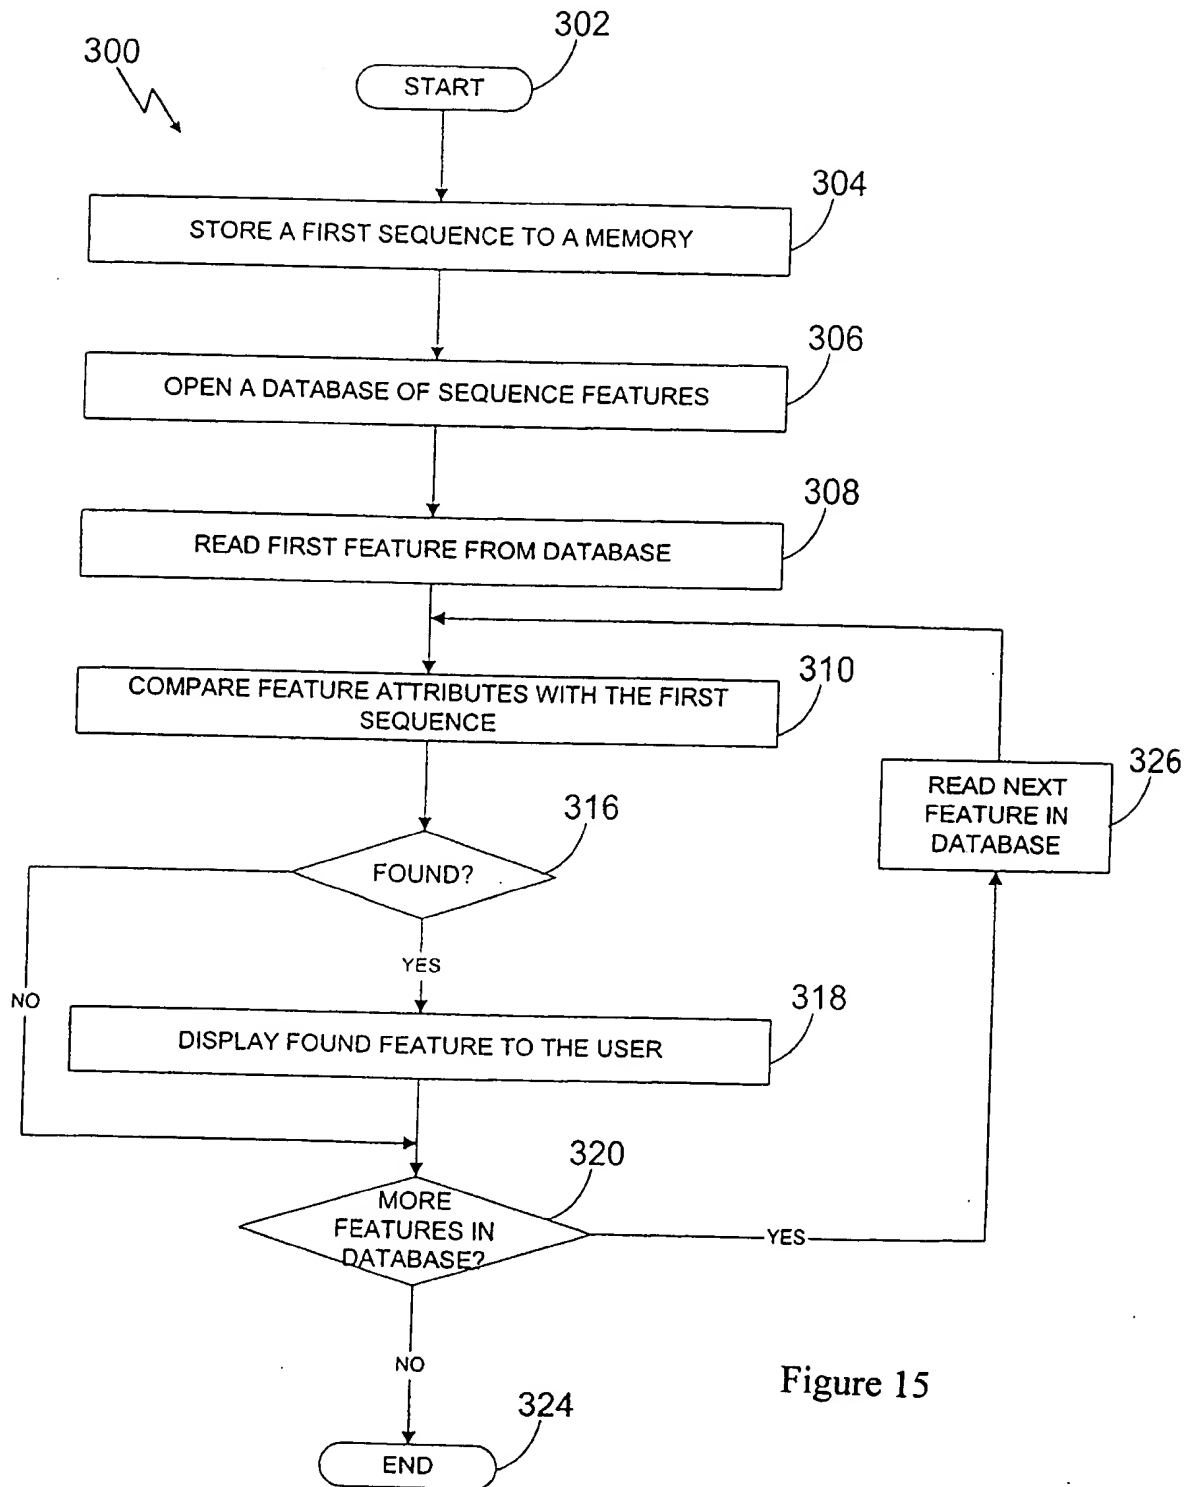 302
300
START
304
STORE A FIRST SEQUENCE TO A MEMORY
306
OPEN A DATABASE OF SEQUENCE FEATURES
308
READ FIRST FEATURE FROM DATABASE
310
COMPARE FEATURE ATTRIBUTES WITH THE FIRST
SEQUENCE
326
READ NEXT
FEATURE IN
DATABASE
316
FOUND?
YES
NO
318
DISPLAY FOUND FEATURE TO THE USER
320
MORE
FEATURES IN
DATABASE?
YES
NO
Figure 15
324
END